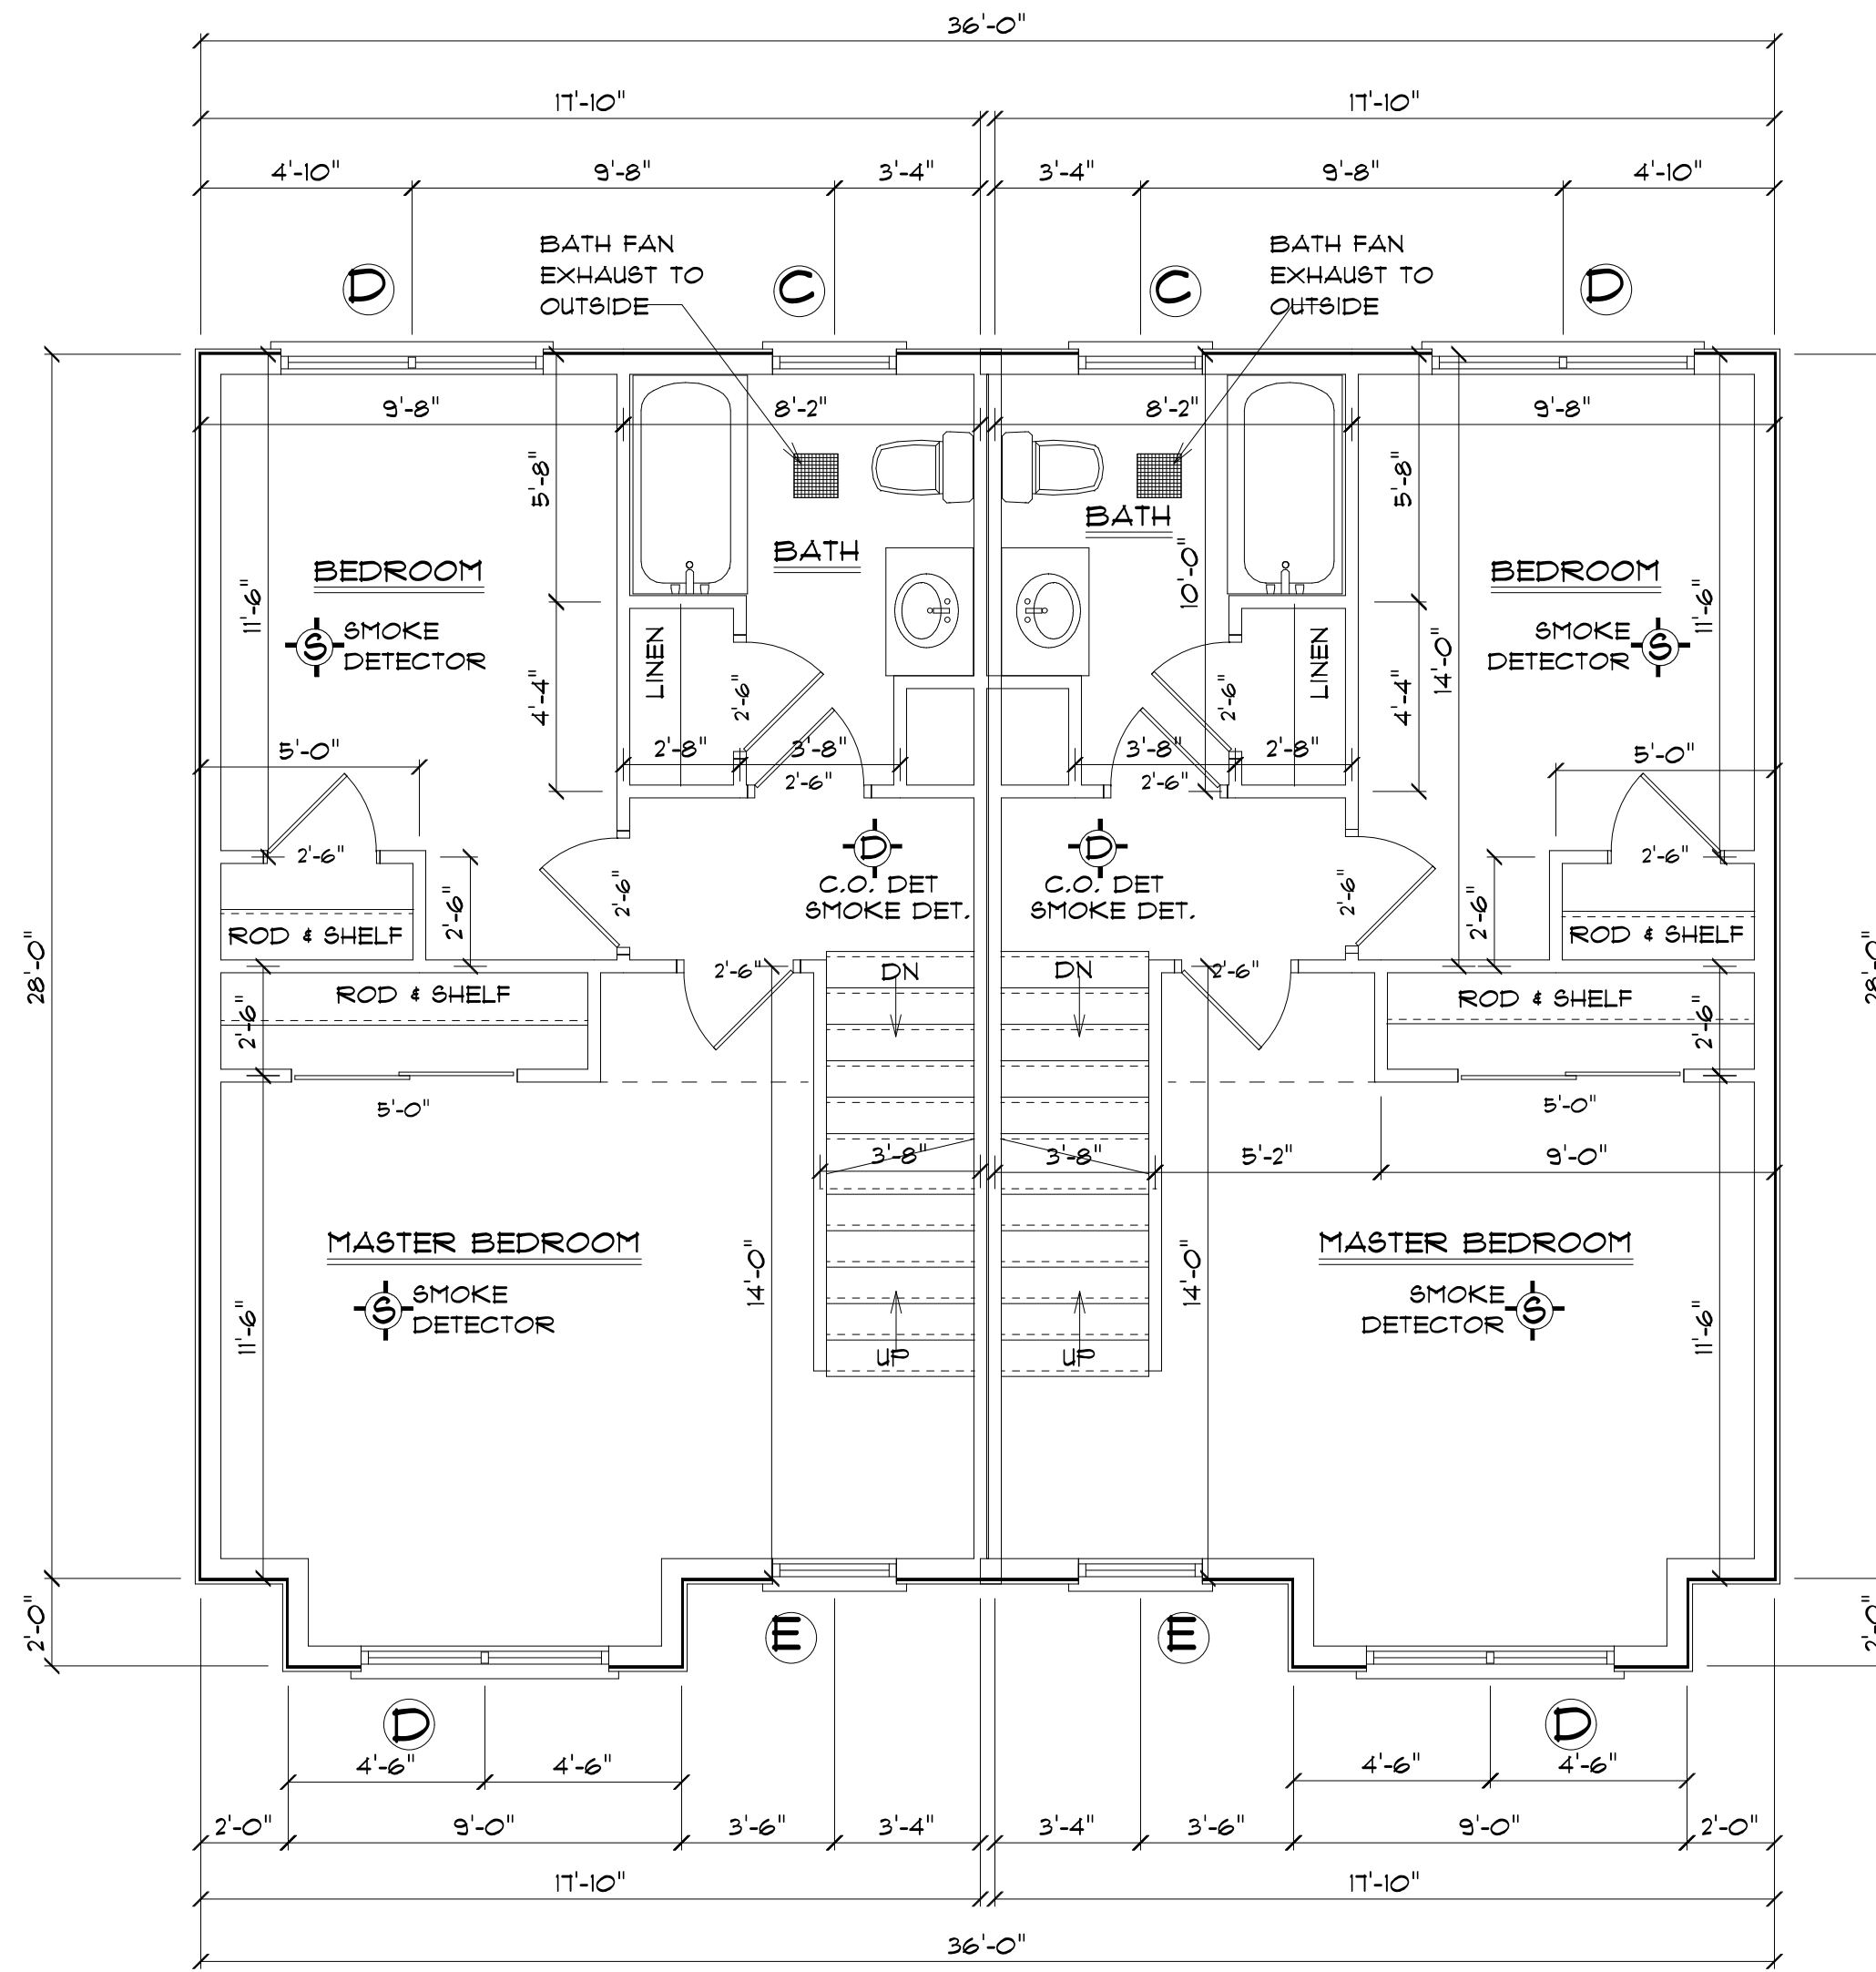 36'-0"
17'-10" 17'-10"
4'-10" 9'-8" 3'-4" 3'-4" 9'-8" 4'-10"
BATH FAN
EXHAUST TO
OUTSIDE
BATH FAN
EXHAUST TO
OUTSIDE
D C C D
9'-8" 8'-2" 8'-2" 9'-8"
5'-8" 5'-8"
BATH
BATH
10'-0"
BEDROOM BEDROOM
11'-6" 11'-6"
S SMOKE
DETECTOR
SMOKE
DETECTOR S
LINEN LINEN
14'-0"
4'-4" 2'-6" 2'-6" 4'-4"
5'-0" 2'-8" 3'-8" 3'-8" 2'-8" 5'-0"
2'-6" 2'-6"
2'-6" 2'-6"
D D
C.O. DET
SMOKE DET.
C.O. DET
SMOKE DET.
2'-6" 2'-6" 2'-6" 2'-6"
ROD & SHELF ROD & SHELF
28'-0" 28'-0"
2'-6" DN DN 2'-6"
ROD & SHELF ROD & SHELF
2'-6" 2'-6"
5'-0" 5'-0"
3'-8" 3'-8" 5'-2" 9'-0"
MASTER BEDROOM MASTER BEDROOM
14'-0" 14'-0"
S SMOKE
DETECTOR
SMOKE
DETECTOR S
11'-6" 11'-6"
UP UP
2'-0" 2'-0"
E E
D D
4'-6" 4'-6" 4'-6" 4'-6"
2'-0" 9'-0" 3'-6" 3'-4" 3'-4" 3'-6" 9'-0" 2'-0"
17'-10" 17'-10"
36'-0"